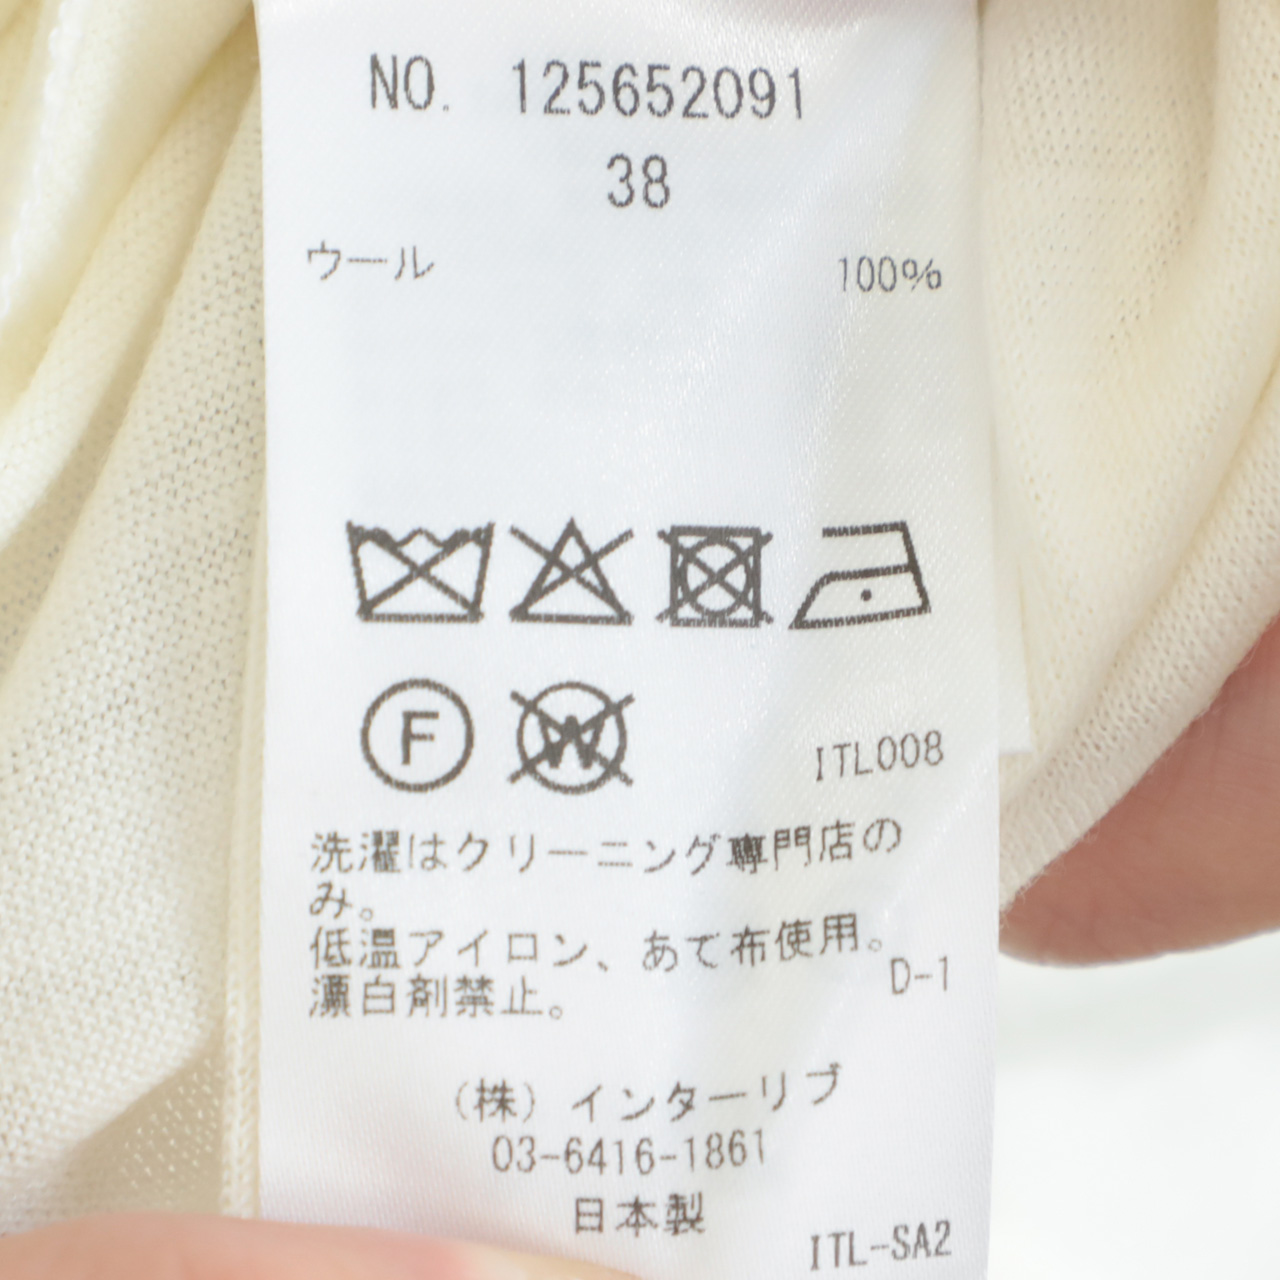 NO. 125652091
38
ウール 100%
F W
ITL008
洗濯はクリーニング専門店の
み。
低温アイロン、あて布使用。
漂白剤禁止。
D-1
(株) インターリブ
03-6416-1861
日本製
ITL-SA2